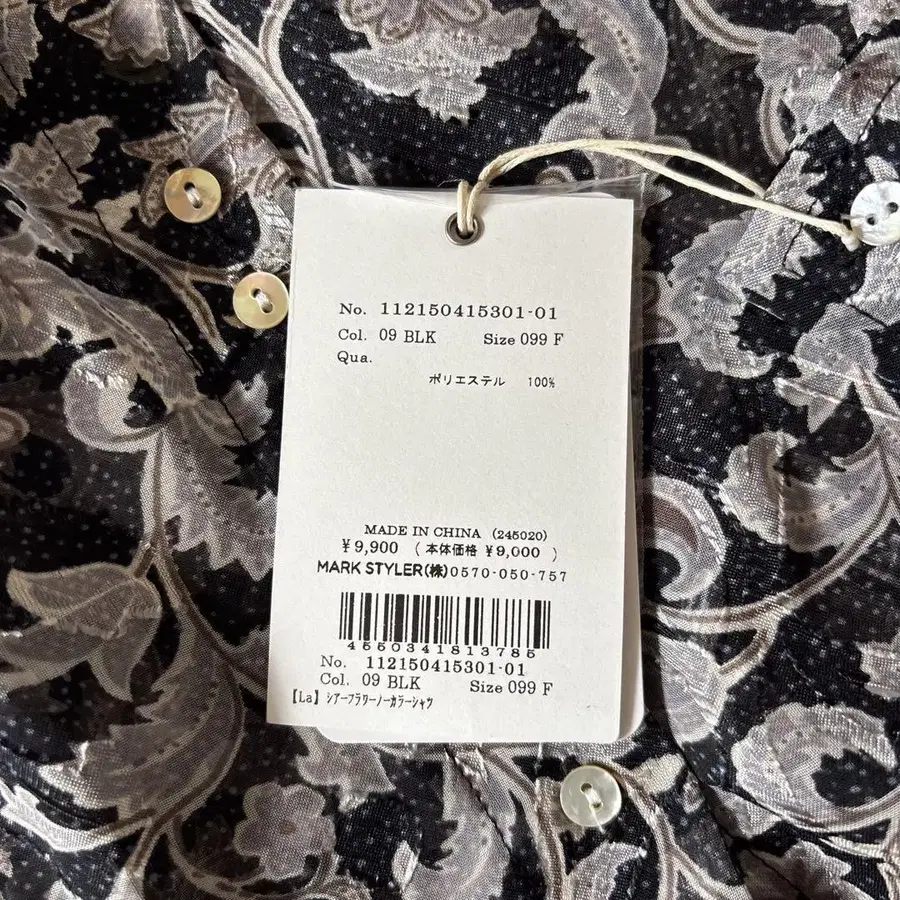 No. 112150415301-01
Col. 09 BLK Size 099 F
Qua.
ポリエステル 100%
MADE IN CHINA (245020)
¥9,900 (本体価格 ¥9,000)
MARK STYLER(株)0570-050-757
4550341813785
No. 112150415301-01
Col. 09 BLK Size 099 F
【La】シアーフラワーノーカラーシャツ